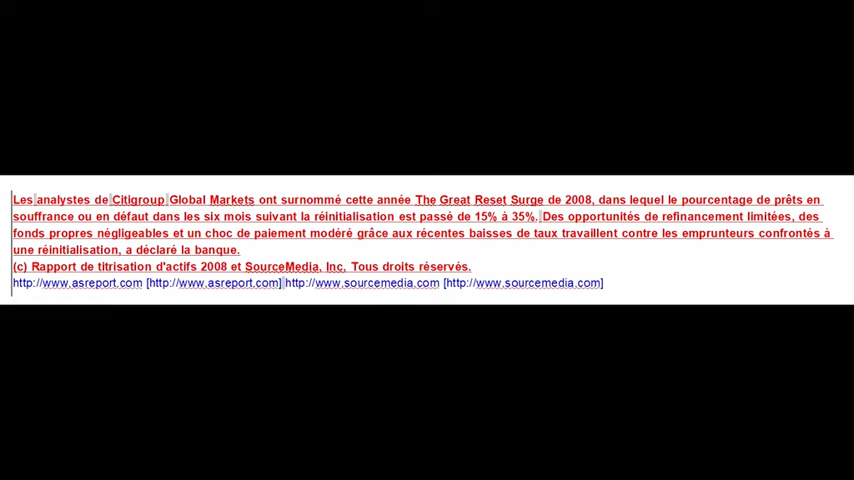 Les analystes de Citigroup Global Markets ont surnommé cette année The Great Reset Surge de 2008, dans lequel le pourcentage de prêts en
souffrance ou en défaut dans les six mois suivant la réinitialisation est passé de 15% à 35%. Des opportunités de refinancement limitées, des
fonds propres négligeables et un choc de paiement modéré grâce aux récentes baisses de taux travaillent contre les emprunteurs confrontés à
une réinitialisation, a déclaré la banque.
(c) Rapport de titrisation d'actifs 2008 et SourceMedia, Inc. Tous droits réservés.
http://www.asreport.com [http://www.asreport.com] http://www.sourcemedia.com [http://www.sourcemedia.com]